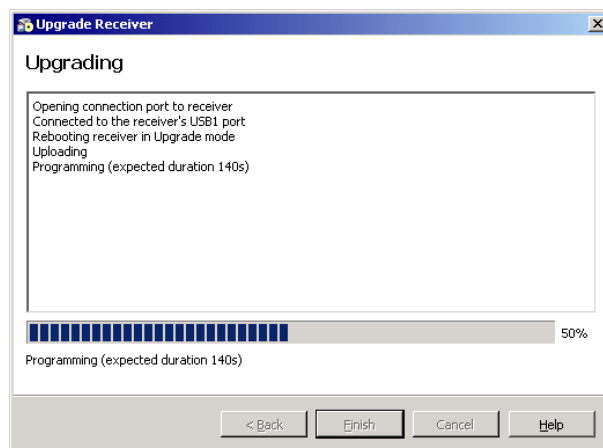 Upgrade Receiver
Upgrading
Opening connection port to receiver
Connected to the receiver's USB1 port
Rebooting receiver in Upgrade mode
Uploading
Programming (expected duration 140s)
50%
Programming (expected duration 140s)
< Back Finish Cancel Help